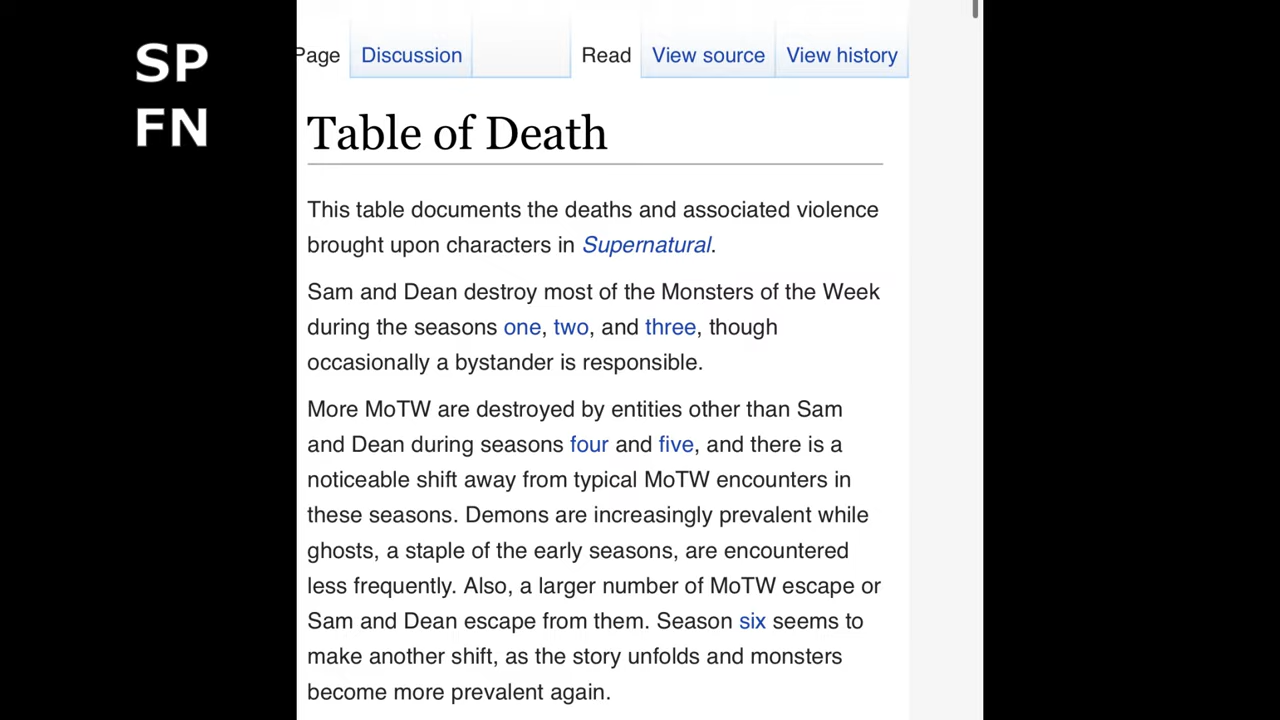 SP
FN
Page Discussion Read View source View history
Table of Death
This table documents the deaths and associated violence
brought upon characters in Supernatural.
Sam and Dean destroy most of the Monsters of the Week
during the seasons one, two, and three, though
occasionally a bystander is responsible.
More MoTW are destroyed by entities other than Sam
and Dean during seasons four and five, and there is a
noticeable shift away from typical MoTW encounters in
these seasons. Demons are increasingly prevalent while
ghosts, a staple of the early seasons, are encountered
less frequently. Also, a larger number of MoTW escape or
Sam and Dean escape from them. Season six seems to
make another shift, as the story unfolds and monsters
become more prevalent again.